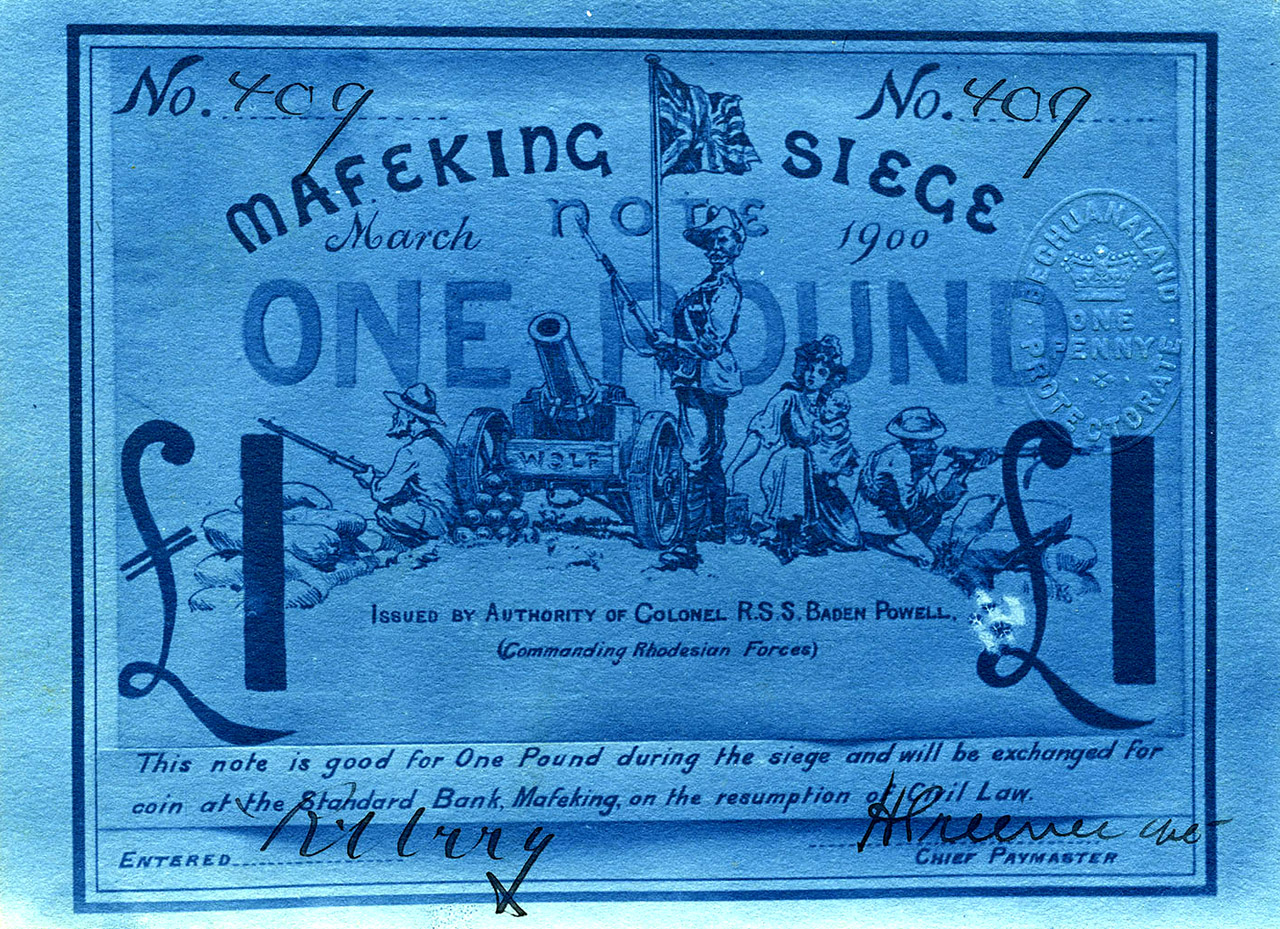 No. 409 No. 409
MAFEKING SIEGE
March NOTE 1900
ONE POUND
BECHUANALAND PROTECTORATE
ONE
PENNY
WOLF
£1 £1
ISSUED BY AUTHORITY OF COLONEL R.S.S. BADEN POWELL,
(Commanding Rhodesian Forces)
This note is good for One Pound during the siege and will be exchanged for
coin at the Standard Bank, Mafeking, on the resumption of Civil Law.
ENTERED
H Greener
CHIEF PAYMASTER